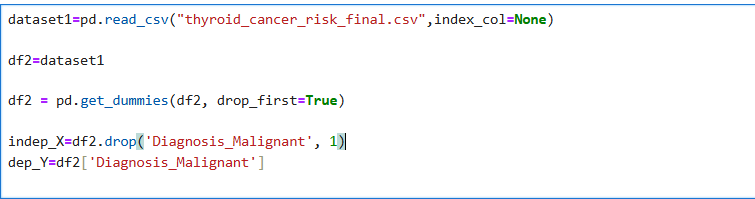 dataset1=pd.read_csv("thyroid_cancer_risk_final.csv",index_col=None)
df2=dataset1
df2 = pd.get_dummies(df2, drop_first=True)
indep_X=df2.drop('Diagnosis_Malignant', 1)
dep_Y=df2['Diagnosis_Malignant']